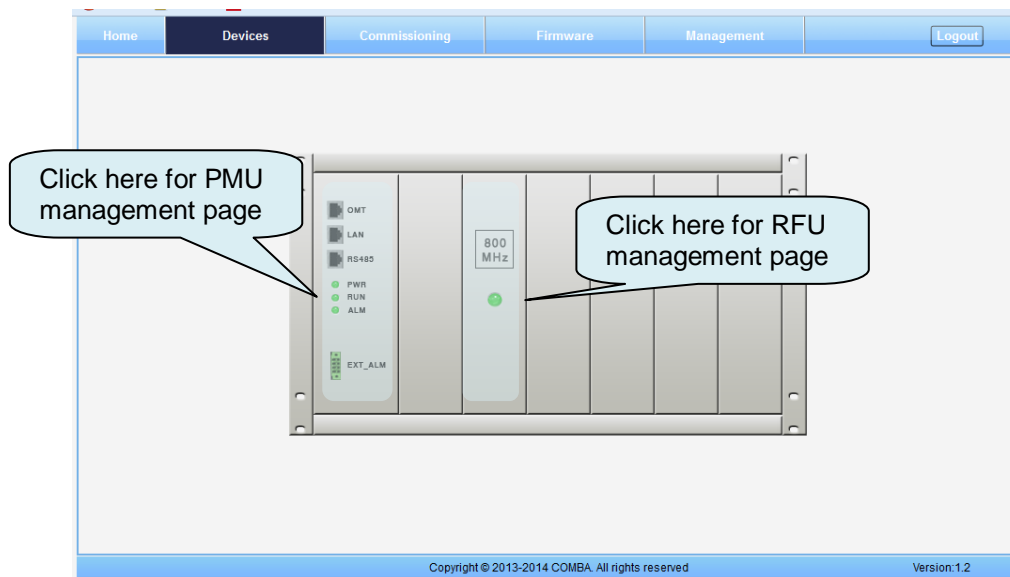 Home Devices Commissioning Firmware Management Logout
Click here for PMU
management page
OMT
LAN
RS485
PWR
RUN
ALM
EXT_ALM
800
MHz
Click here for RFU
management page
Copyright © 2013-2014 COMBA. All rights reserved Version:1.2